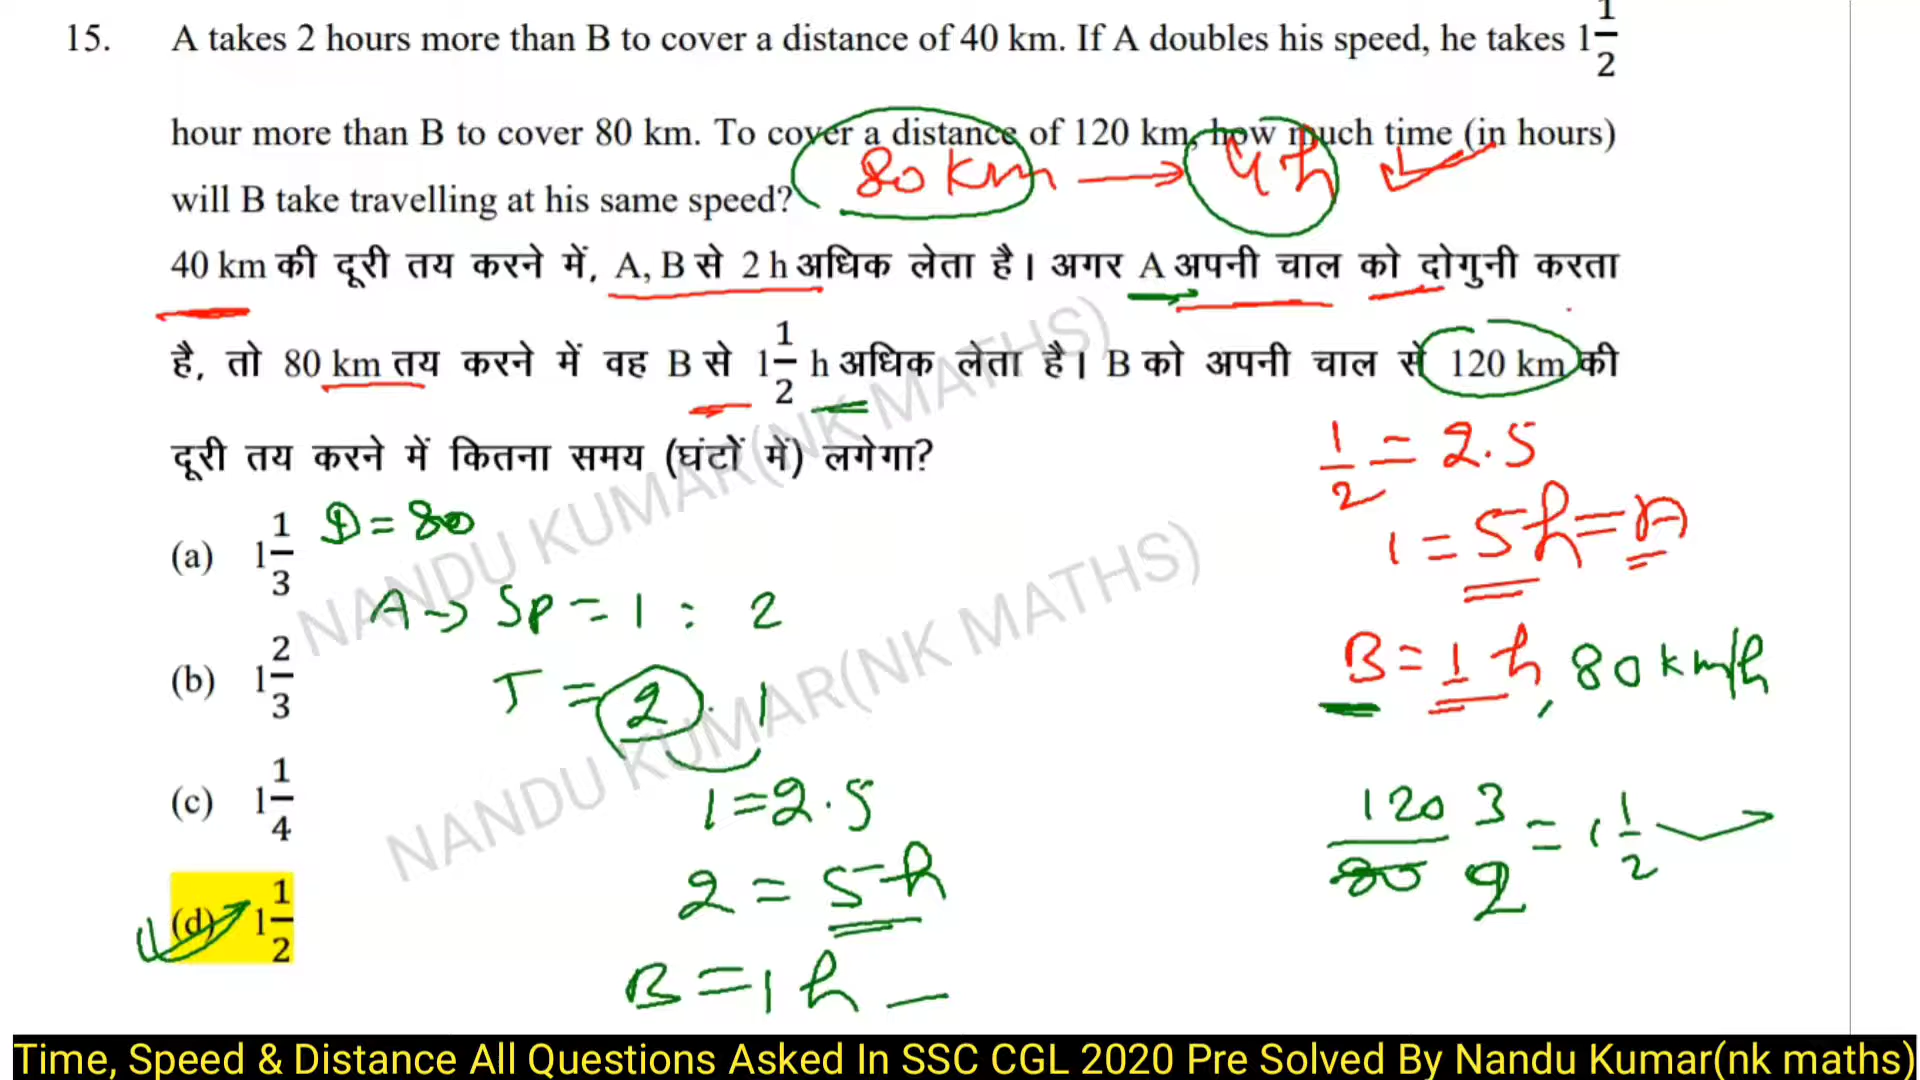 15. A takes 2 hours more than B to cover a distance of 40 km. If A doubles his speed, he takes 1 1/2
hour more than B to cover 80 km. To cover a distance of 120 km, how much time (in hours)
will B take travelling at his same speed?
80 km → 4 h
40 km की दूरी तय करने में, A, B से 2 h अधिक लेता है। अगर A अपनी चाल को दोगुनी करता
है, तो 80 km तय करने में वह B से 1 1/2 h अधिक लेता है। B को अपनी चाल से 120 km की
दूरी तय करने में कितना समय (घंटों में) लगेगा?
(a) 1 1/3
(b) 1 2/3
(c) 1 1/4
(d) 1 1/2
D = 80
A → Sp = 1 : 2
T = 2 : 1
1 = 2.5
2 = 5 h
B = 1 h
1/2 = 2.5
1 = 5h = A
B = 1 h, 80 km/h
120/80 3/2 = 1 1/2
NANDU KUMAR(NK MATHS)
NANDU KUMAR(NK MATHS)
Time, Speed & Distance All Questions Asked In SSC CGL 2020 Pre Solved By Nandu Kumar(nk maths)